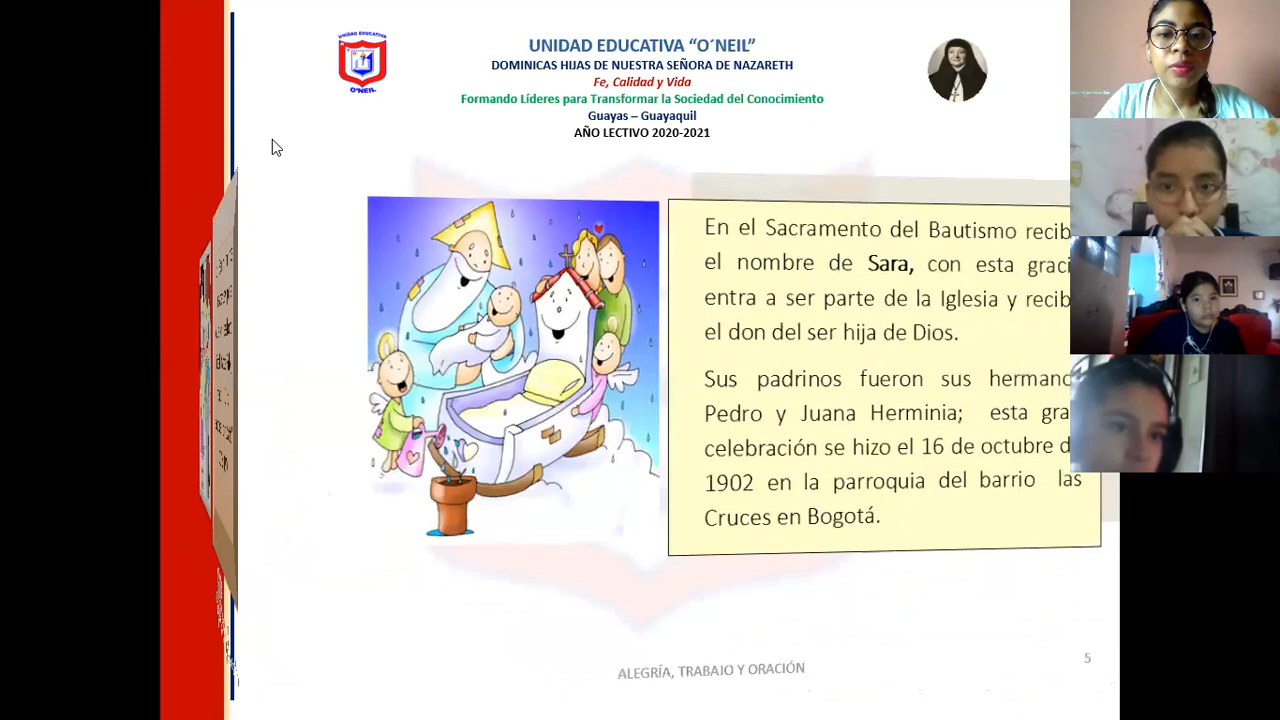 UNIDAD EDUCATIVA
O´NEIL
UNIDAD EDUCATIVA “O´NEIL”
DOMINICAS HIJAS DE NUESTRA SEÑORA DE NAZARETH
Fe, Calidad y Vida
Formando Líderes para Transformar la Sociedad del Conocimiento
Guayas – Guayaquil
AÑO LECTIVO 2020-2021
En el Sacramento del Bautismo recib
el nombre de Sara, con esta graci
entra a ser parte de la Iglesia y recib
el don del ser hija de Dios.
Sus padrinos fueron sus hermano
Pedro y Juana Herminia; esta gra
celebración se hizo el 16 de octubre d
1902 en la parroquia del barrio las
Cruces en Bogotá.
ALEGRÍA, TRABAJO Y ORACIÓN
5